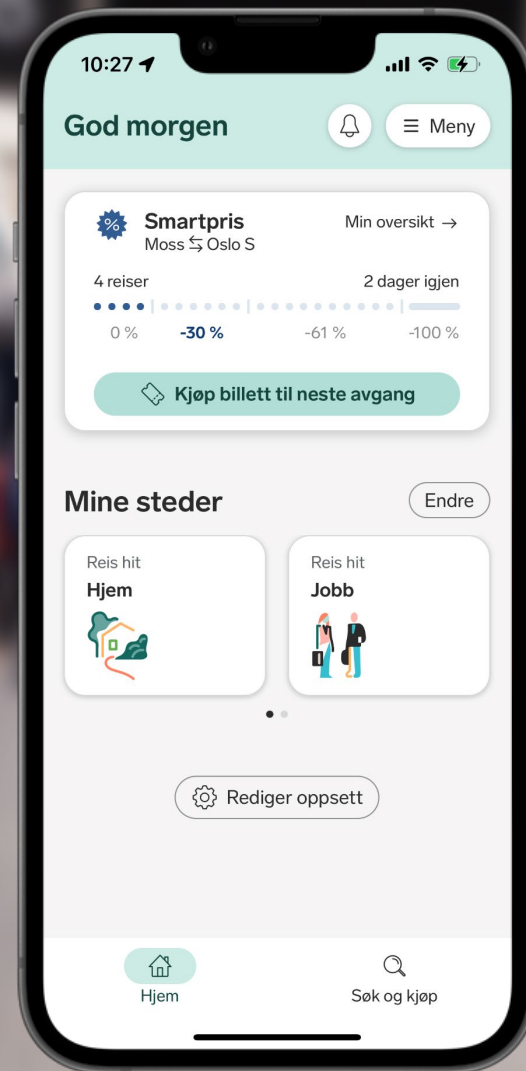 10:27
God morgen
Meny
%
Smartpris
Min oversikt →
Moss ⇆ Oslo S
4 reiser
2 dager igjen
0 %
-30 %
-61 %
-100 %
Kjøp billett til neste avgang
Mine steder
Endre
Reis hit
Hjem
Reis hit
Jobb
Rediger oppsett
Hjem
Søk og kjøp